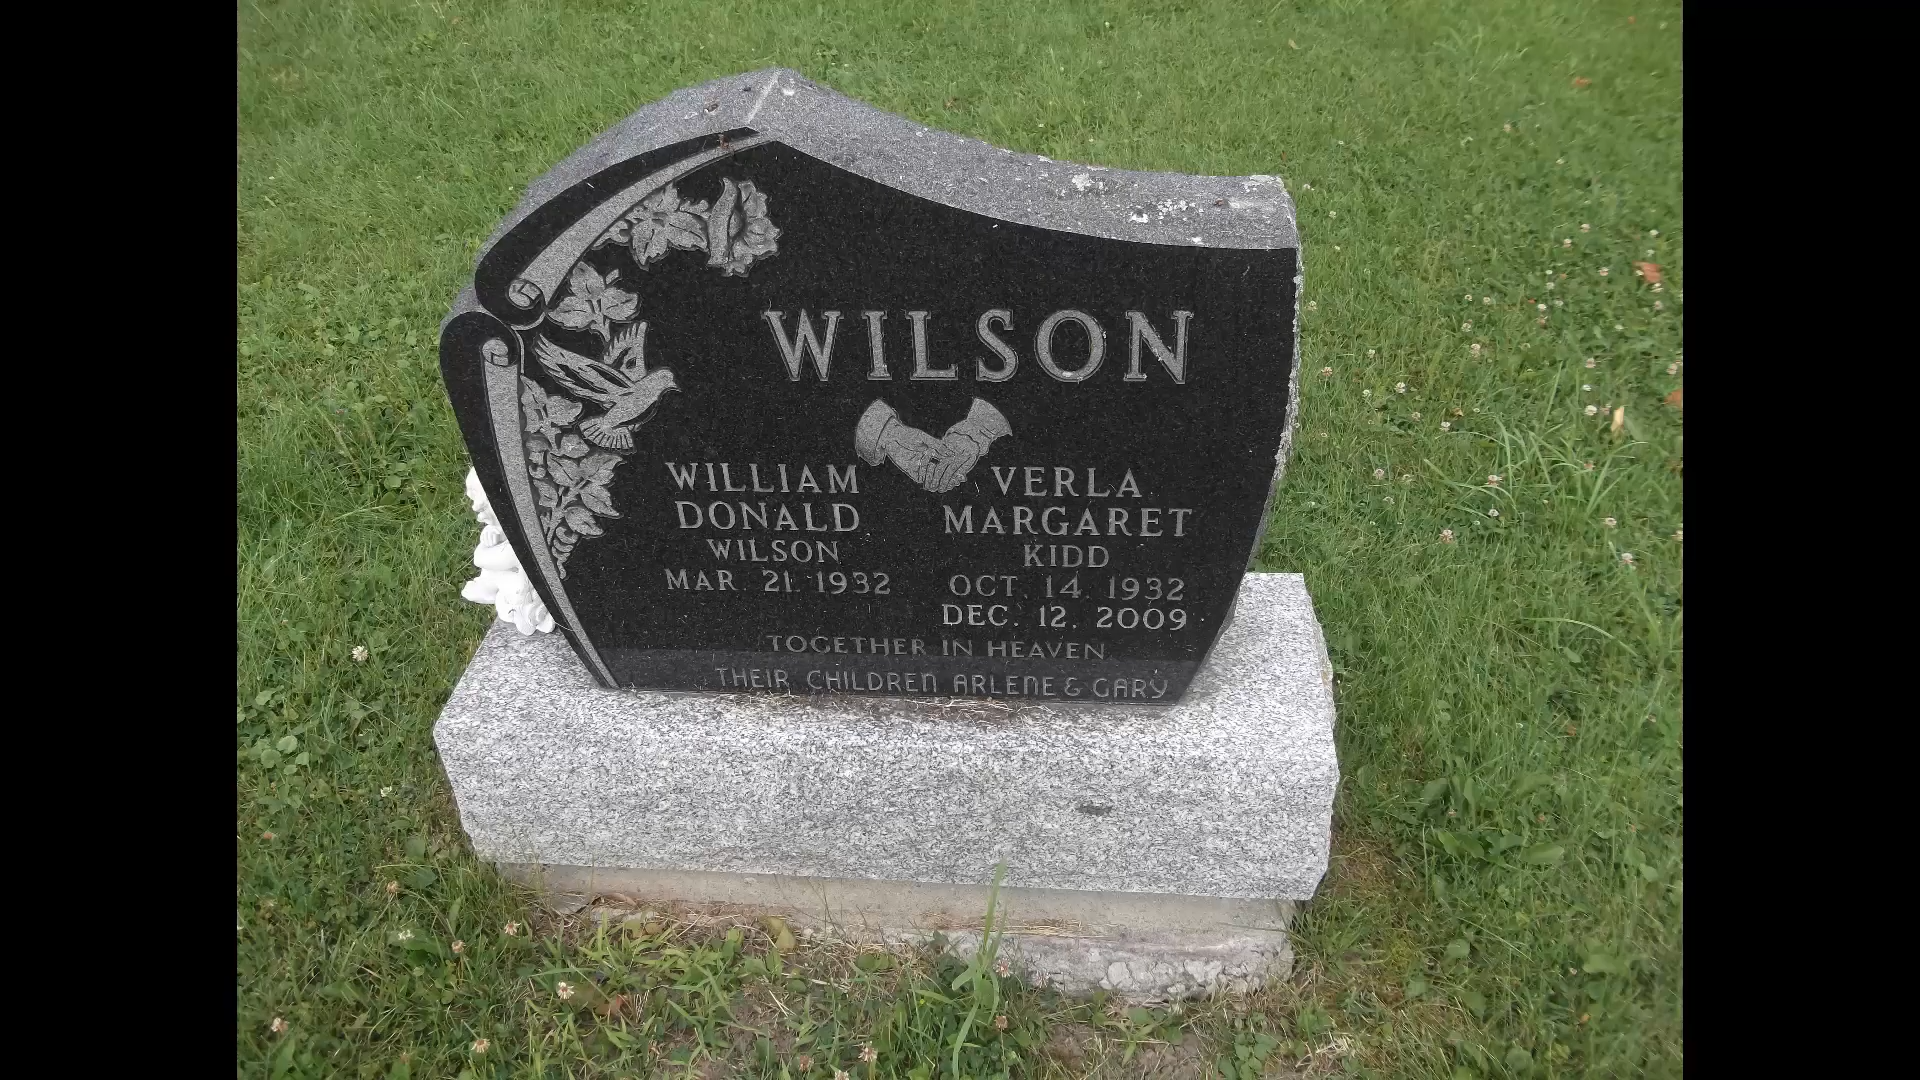 WILSON
WILLIAM
DONALD
WILSON
MAR. 21. 1932
VERLA
MARGARET
KIDD
OCT. 14. 1932
DEC. 12. 2009
TOGETHER IN HEAVEN
THEIR CHILDREN ARLENE & GARY